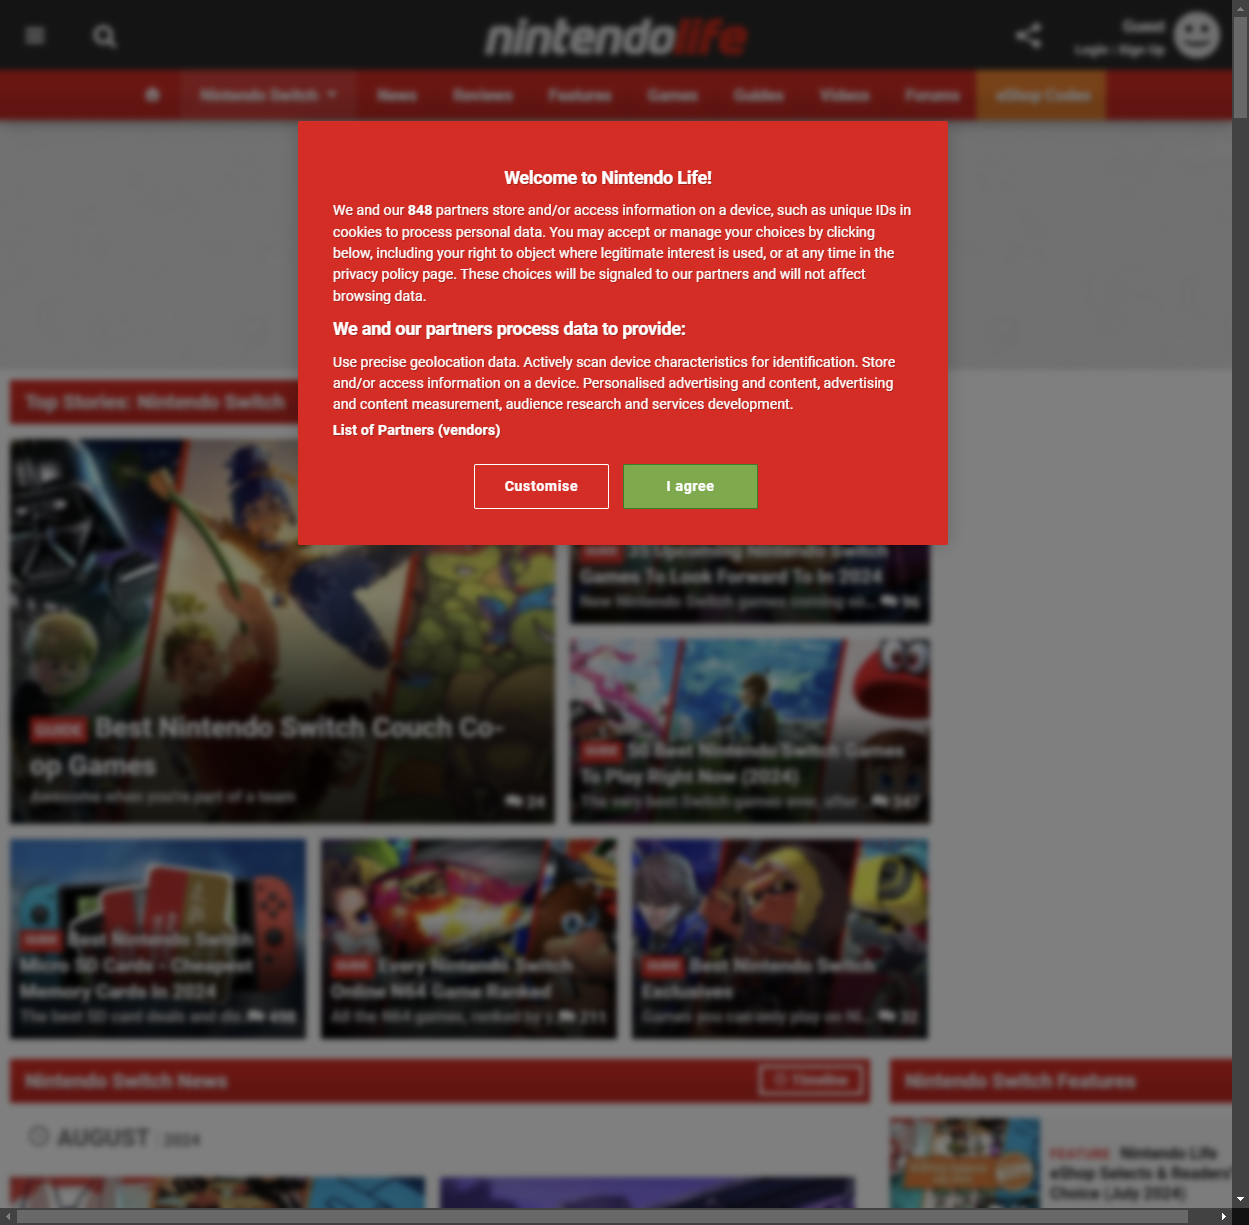 nintendolife
Guest
Login | Sign Up
Nintendo Switch
News
Reviews
Features
Games
Guides
Videos
Forums
eShop Codes
Welcome to Nintendo Life!
We and our 848 partners store and/or access information on a device, such as unique IDs in
cookies to process personal data. You may accept or manage your choices by clicking
below, including your right to object where legitimate interest is used, or at any time in the
privacy policy page. These choices will be signaled to our partners and will not affect
browsing data.
We and our partners process data to provide:
Use precise geolocation data. Actively scan device characteristics for identification. Store
and/or access information on a device. Personalised advertising and content, advertising
and content measurement, audience research and services development.
List of Partners (vendors)
Customise
I agree
Top Stories: Nintendo Switch
GUIDE Best Nintendo Switch Couch Co-
op Games
Awesome when you're part of a team
24
GUIDE 35 Upcoming Nintendo Switch
Games To Look Forward To In 2024
New Nintendo Switch games coming so...
96
GUIDE 50 Best Nintendo Switch Games
To Play Right Now (2024)
The very best Switch games ever, after...
347
GUIDE Best Nintendo Switch
Micro SD Cards - Cheapest
Memory Cards In 2024
The best SD card deals and dis...
498
GUIDE Every Nintendo Switch
Online N64 Game Ranked
All the N64 games, ranked by y...
211
GUIDE Best Nintendo Switch
Exclusives
Games you can only play on Ni...
32
Nintendo Switch News
Timeline
AUGUST 2024
Nintendo Switch Features
FEATURE Nintendo Life
eShop Selects & Readers'
Choice (July 2024)